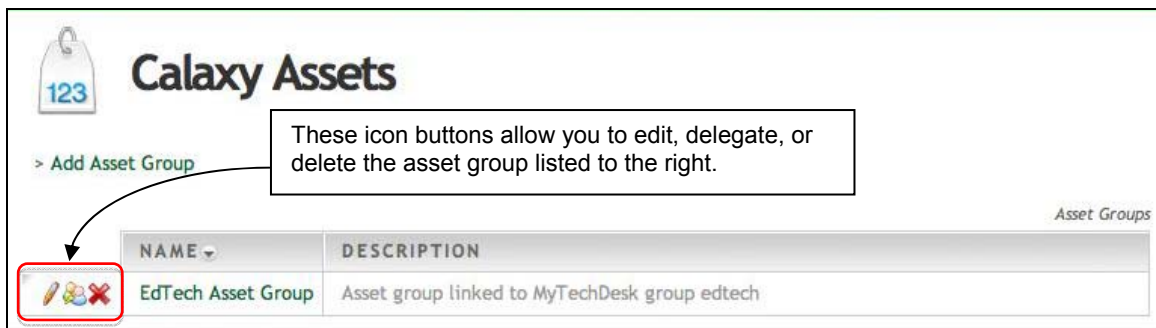 123
Calaxy Assets
These icon buttons allow you to edit, delegate, or
delete the asset group listed to the right.
> Add Asset Group
Asset Groups
NAME DESCRIPTION
EdTech Asset Group Asset group linked to MyTechDesk group edtech